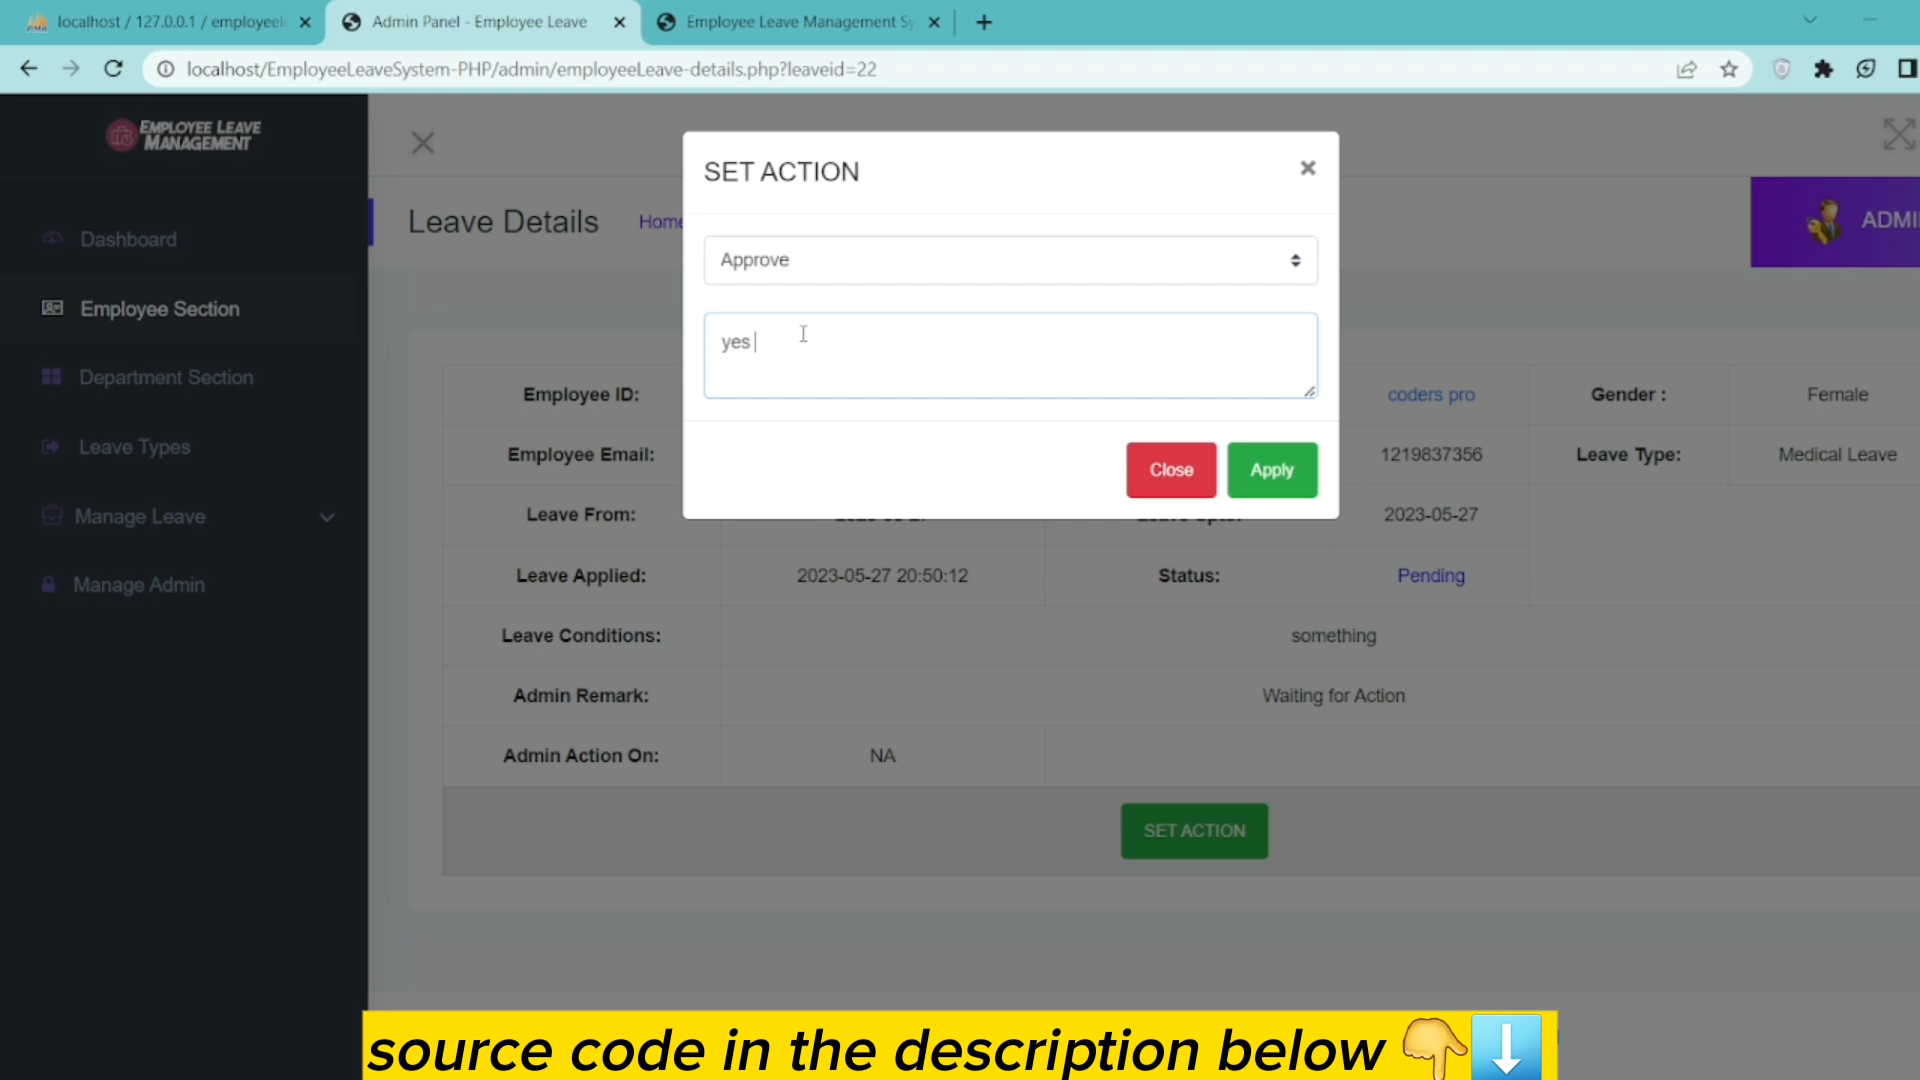 localhost / 127.0.0.1 / employeel
Admin Panel - Employee Leave
Employee Leave Management Sy
localhost/EmployeeLeaveSystem-PHP/admin/employeeLeave-details.php?leaveid=22
EMPLOYEE LEAVE
MANAGEMENT
Dashboard
Employee Section
Department Section
Leave Types
Manage Leave
Manage Admin
Leave Details
Home
ADMI
SET ACTION
Approve
yes
Close
Apply
Employee ID:
coders pro
Gender :
Female
Employee Email:
1219837356
Leave Type:
Medical Leave
Leave From:
2023-05-27
Leave Applied:
2023-05-27 20:50:12
Status:
Pending
Leave Conditions:
something
Admin Remark:
Waiting for Action
Admin Action On:
NA
SET ACTION
source code in the description below